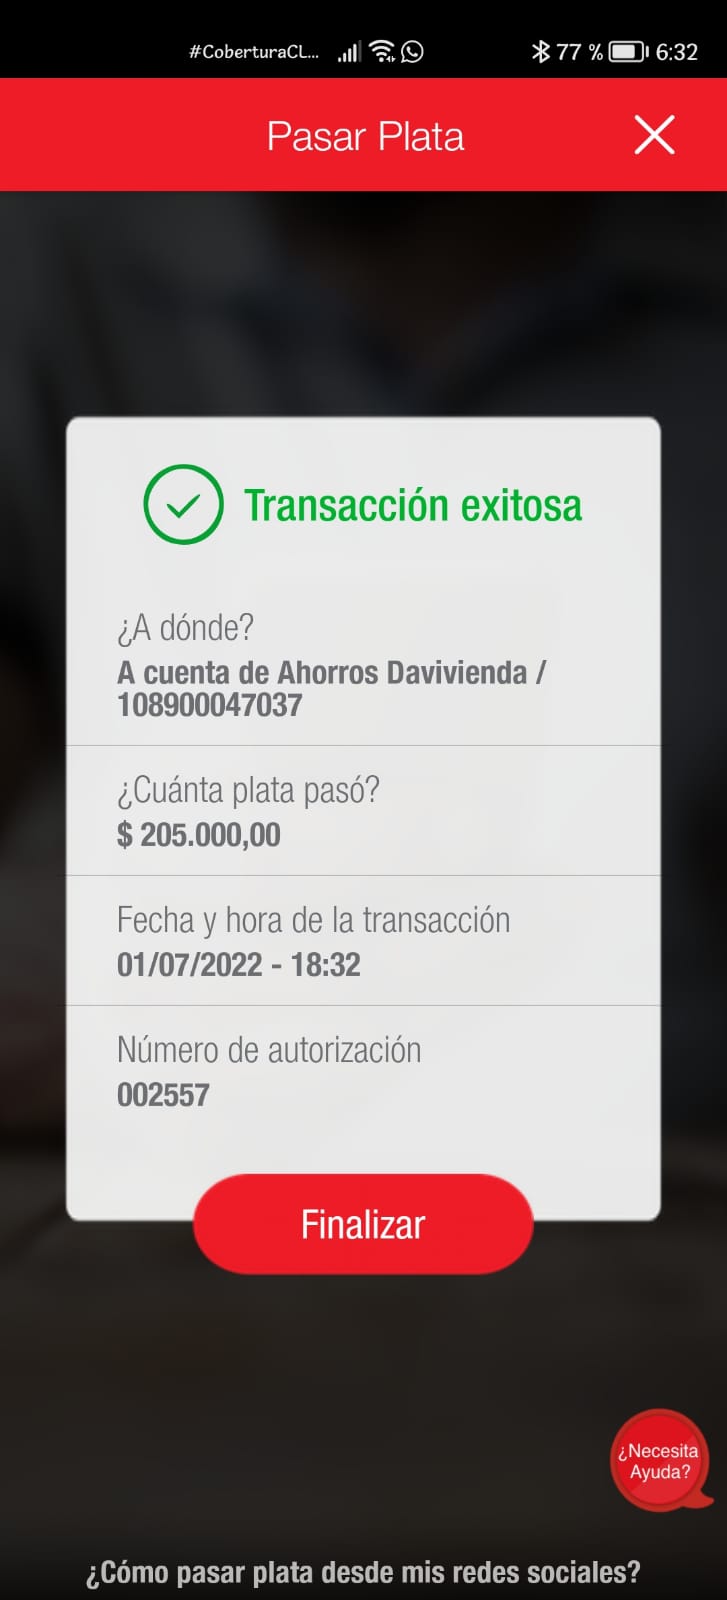 #CoberturaCL... 77 % 6:32
Pasar Plata
Transacción exitosa
¿A dónde?
A cuenta de Ahorros Davivienda /
108900047037
¿Cuánta plata pasó?
$ 205.000,00
Fecha y hora de la transacción
01/07/2022 - 18:32
Número de autorización
002557
Finalizar
¿Necesita
Ayuda?
¿Cómo pasar plata desde mis redes sociales?